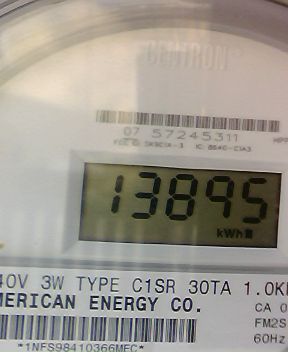 CENTRON
07 57245311
13895
kWh
40V 3W TYPE C1SR 30TA 1.0K
MERICAN ENERGY CO.
CA 0
FM2S
60Hz
*1NFS98410366MEC*